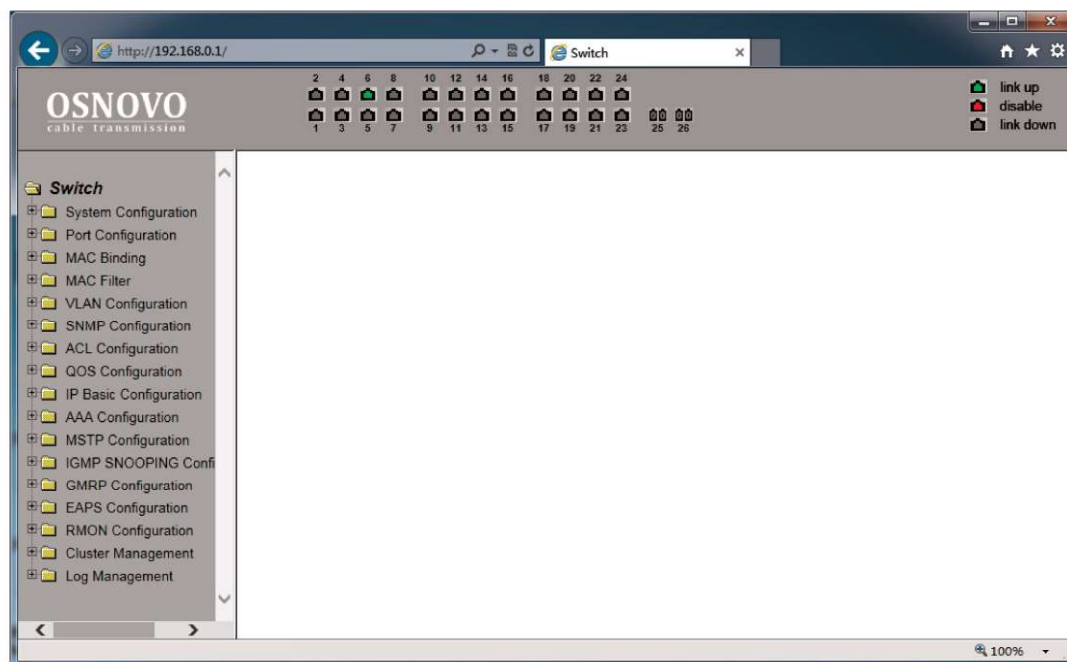 http://192.168.0.1/
Switch
OSNOVO
cable transmission
2 4 6 8 10 12 14 16 18 20 22 24
1 3 5 7 9 11 13 15 17 19 21 23 25 26
link up
disable
link down
Switch
System Configuration
Port Configuration
MAC Binding
MAC Filter
VLAN Configuration
SNMP Configuration
ACL Configuration
QOS Configuration
IP Basic Configuration
AAA Configuration
MSTP Configuration
IGMP SNOOPING Confi
GMRP Configuration
EAPS Configuration
RMON Configuration
Cluster Management
Log Management
100%